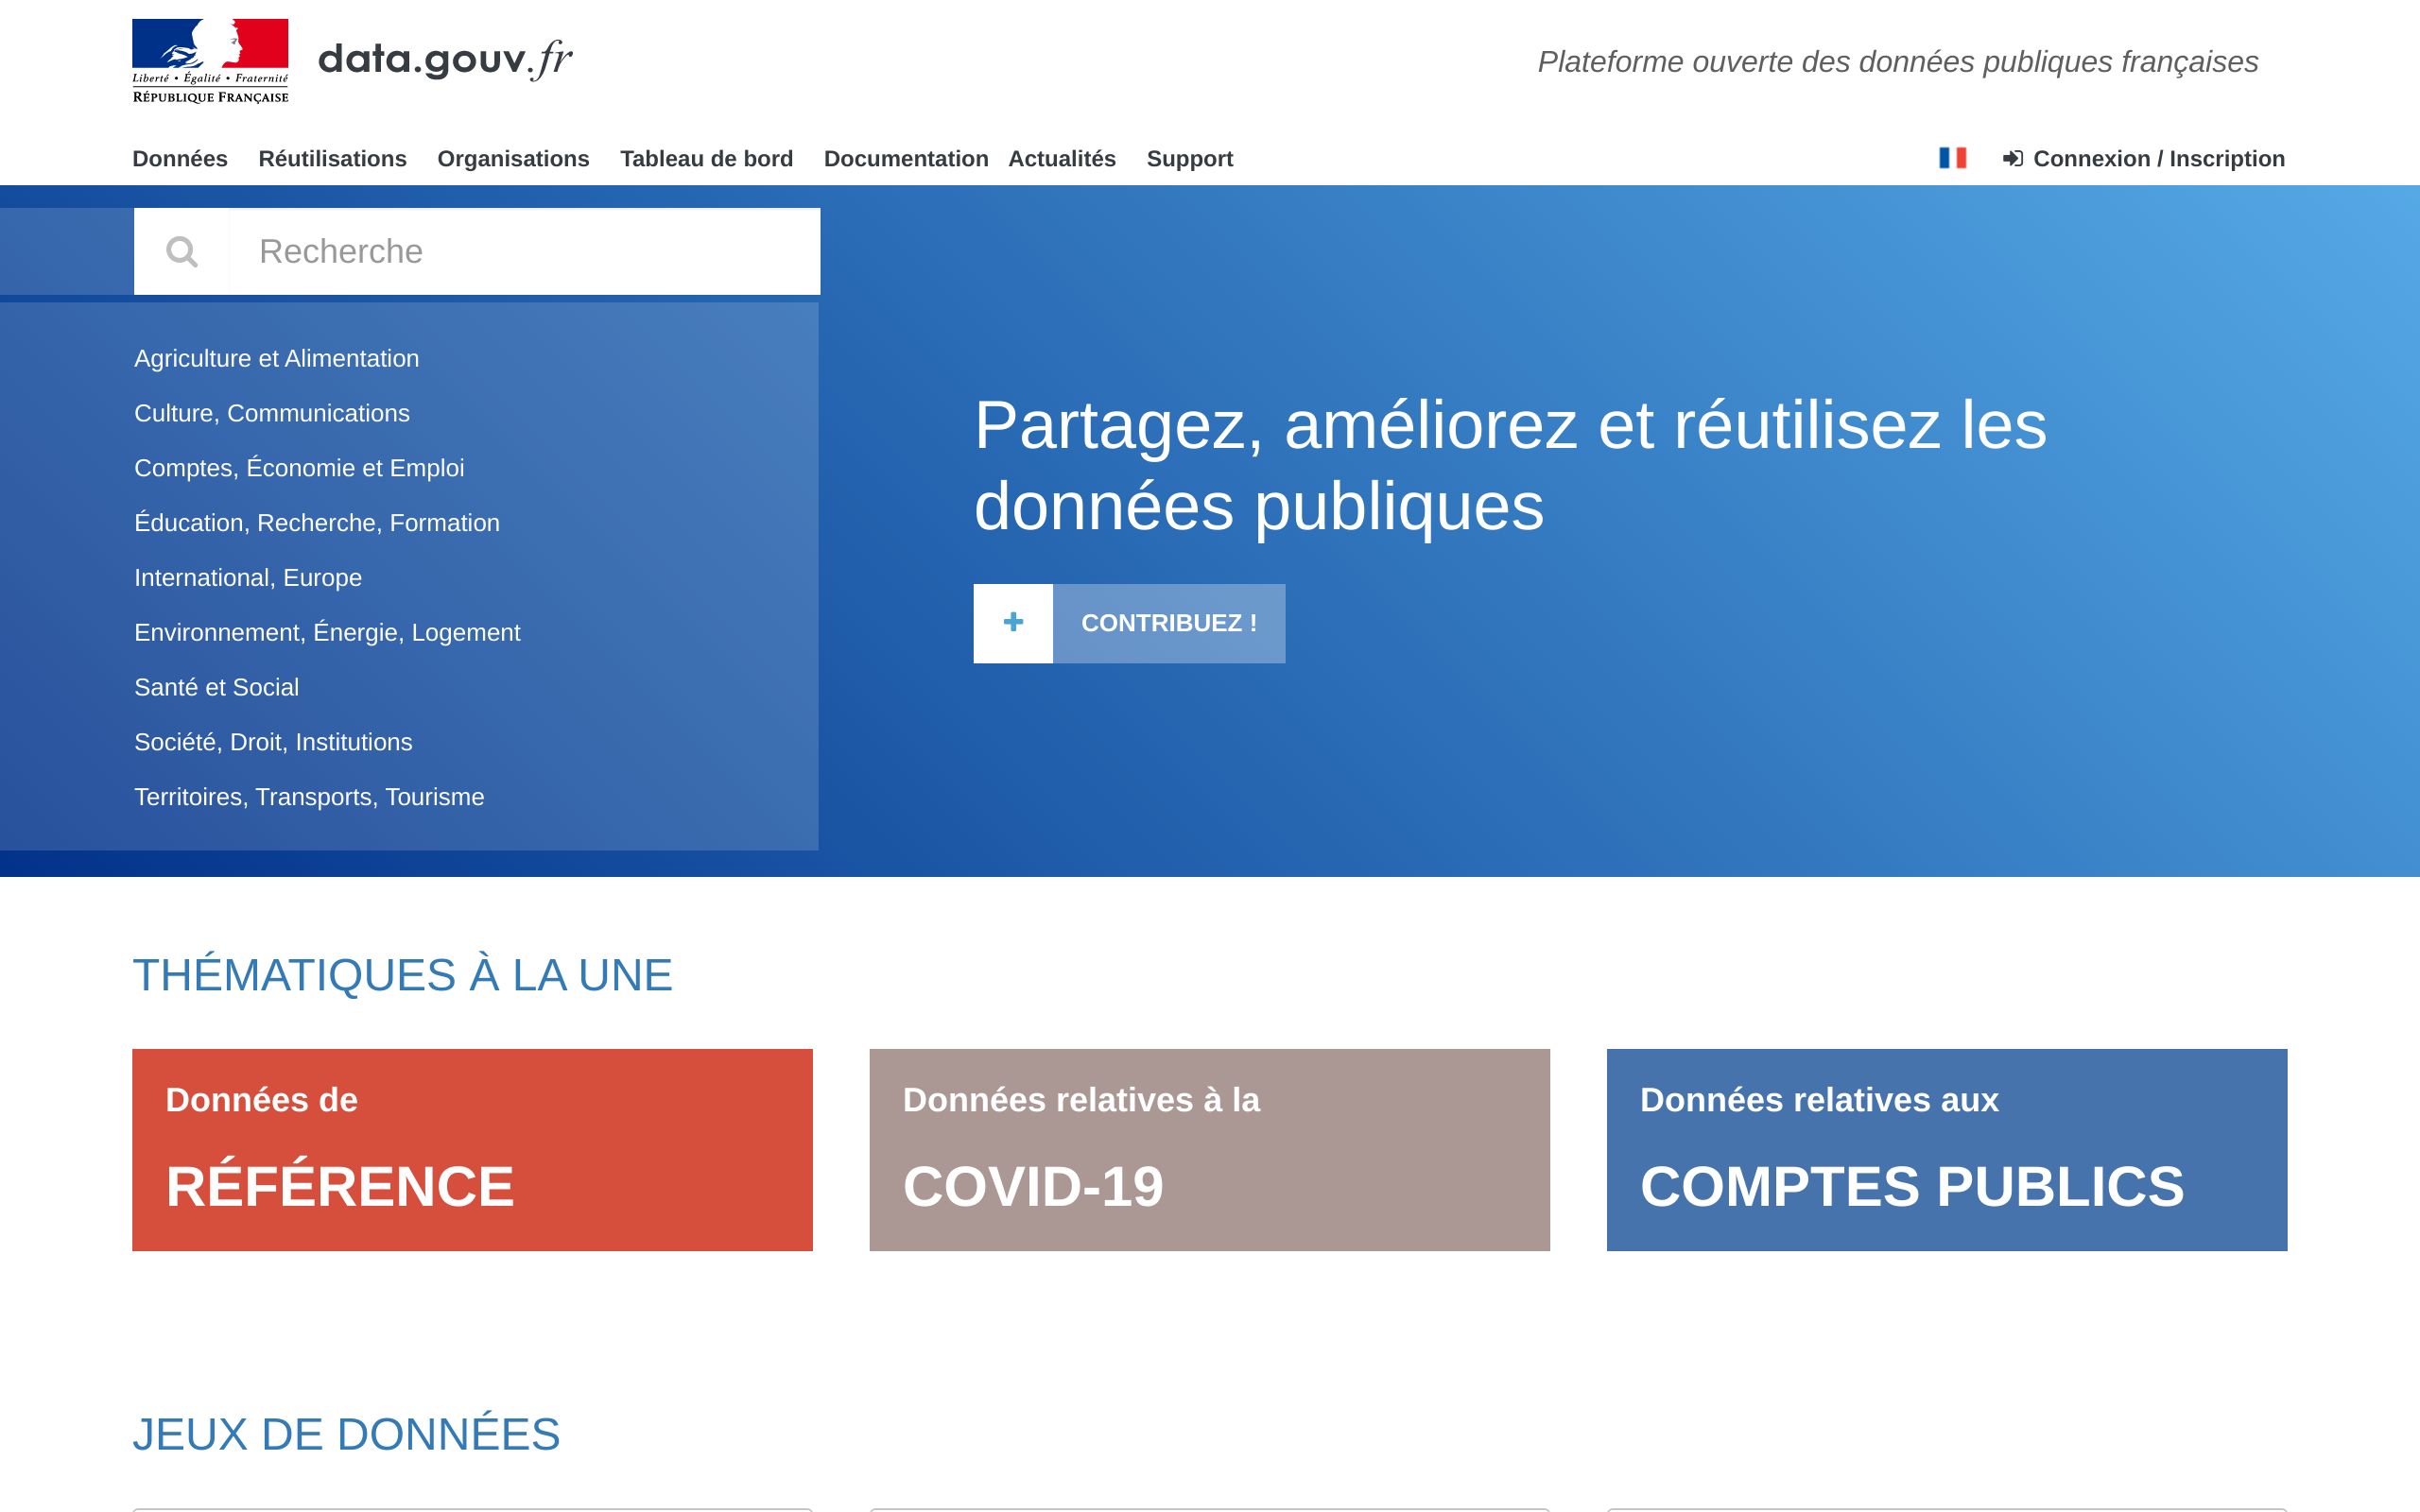 Liberté • Égalité • Fraternité
RÉPUBLIQUE FRANÇAISE
data.gouv.fr
Plateforme ouverte des données publiques françaises
Données Réutilisations Organisations Tableau de bord Documentation Actualités Support Connexion / Inscription
Recherche
Agriculture et Alimentation
Culture, Communications
Comptes, Économie et Emploi
Éducation, Recherche, Formation
International, Europe
Environnement, Énergie, Logement
Santé et Social
Société, Droit, Institutions
Territoires, Transports, Tourisme
Partagez, améliorez et réutilisez les
données publiques
CONTRIBUEZ !
THÉMATIQUES À LA UNE
Données de
RÉFÉRENCE
Données relatives à la
COVID-19
Données relatives aux
COMPTES PUBLICS
JEUX DE DONNÉES